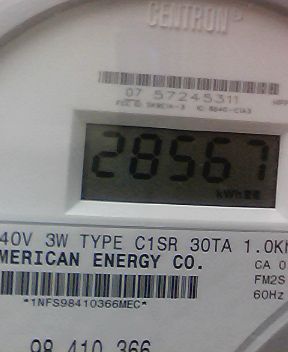 CENTRON
07 57245311
28567
kWh
40V 3W TYPE C1SR 30TA 1.0Kh
MERICAN ENERGY CO.
CA 0
FM2S
60Hz
*1NFS98410366MEC*
98 410 366